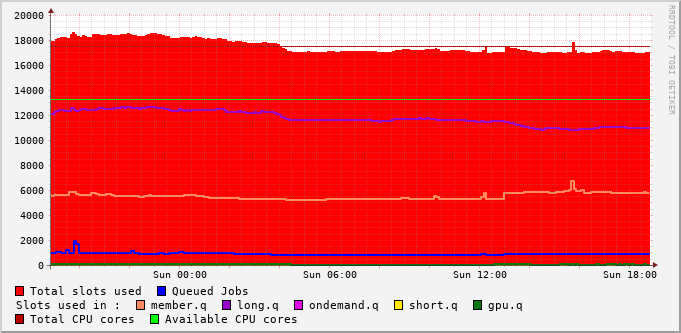 20000
18000
16000
14000
12000
10000
8000
6000
4000
2000
0
Sun 00:00 Sun 06:00 Sun 12:00 Sun 18:00
RRDTOOL / TOBI OETIKER
Total slots used Queued Jobs
Slots used in : member.q long.q ondemand.q short.q gpu.q
Total CPU cores Available CPU cores